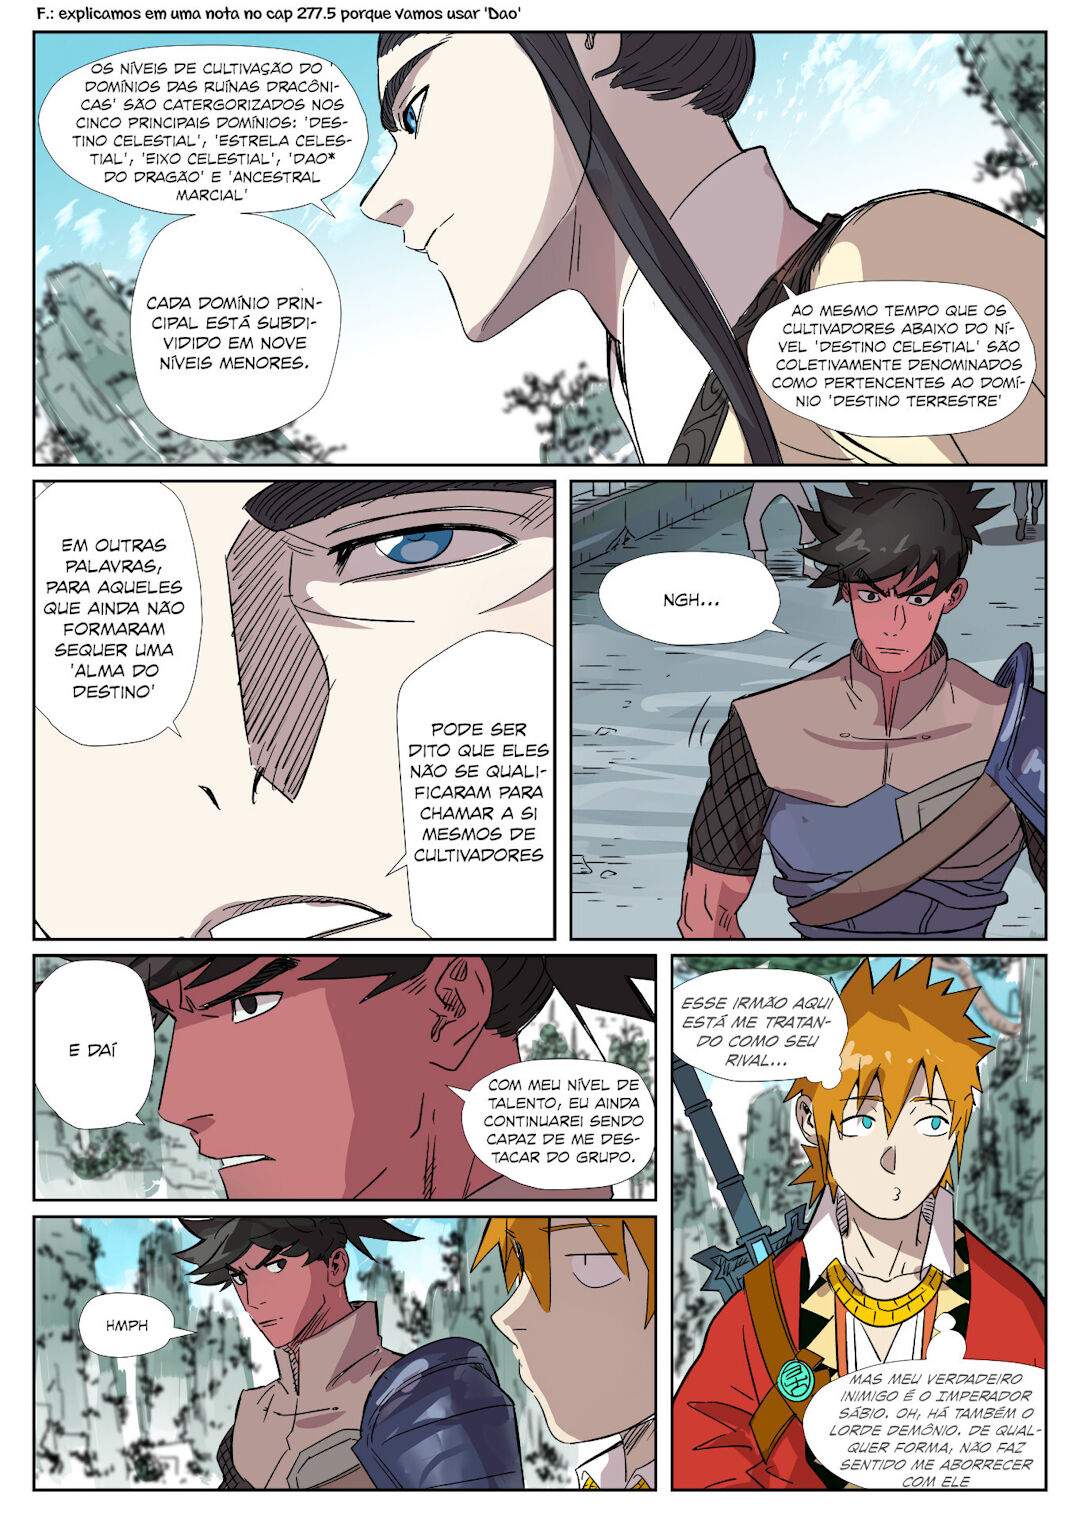 F.: explicamos em uma nota no cap 277.5 porque vamos usar 'Dao'
OS NÍVEIS DE CULTIVAÇÃO DO '
DOMÍNIOS DAS RUÍNAS DRACÔNI-
CAS' SÃO CATERGORIZADOS NOS
CINCO PRINCIPAIS DOMÍNIOS: 'DES-
TINO CELESTIAL', 'ESTRELA CELES-
TIAL', 'EIXO CELESTIAL', 'DAO*
DO DRAGÃO' E 'ANCESTRAL
MARCIAL'
CADA DOMÍNIO PRIN-
CIPAL ESTÁ SUBDI-
VIDIDO EM NOVE
NÍVEIS MENORES.
AO MESMO TEMPO QUE OS
CULTIVADORES ABAIXO DO NÍ-
VEL 'DESTINO CELESTIAL' SÃO
COLETIVAMENTE DENOMINADOS
COMO PERTENCENTES AO DOMÍ-
NIO 'DESTINO TERRESTRE'
EM OUTRAS
PALAVRAS,
PARA AQUELES
QUE AINDA NÃO
FORMARAM
SEQUER UMA
'ALMA DO
DESTINO'
PODE SER
DITO QUE ELES
NÃO SE QUALI-
FICARAM PARA
CHAMAR A SI
MESMOS DE
CULTIVADORES
NGH...
E DAÍ
COM MEU NÍVEL DE
TALENTO, EU AINDA
CONTINUAREI SENDO
CAPAZ DE ME DES-
TACAR DO GRUPO.
ESSE IRMÃO AQUI
ESTÁ ME TRATAN-
DO COMO SEU
RIVAL...
HMPH
MAS MEU VERDADEIRO
INIMIGO É O IMPERADOR
SÁBIO. OH, HÁ TAMBÉM O
LORDE DEMÔNIO. DE QUAL-
QUER FORMA, NÃO FAZ
SENTIDO ME ABORRECER
COM ELE